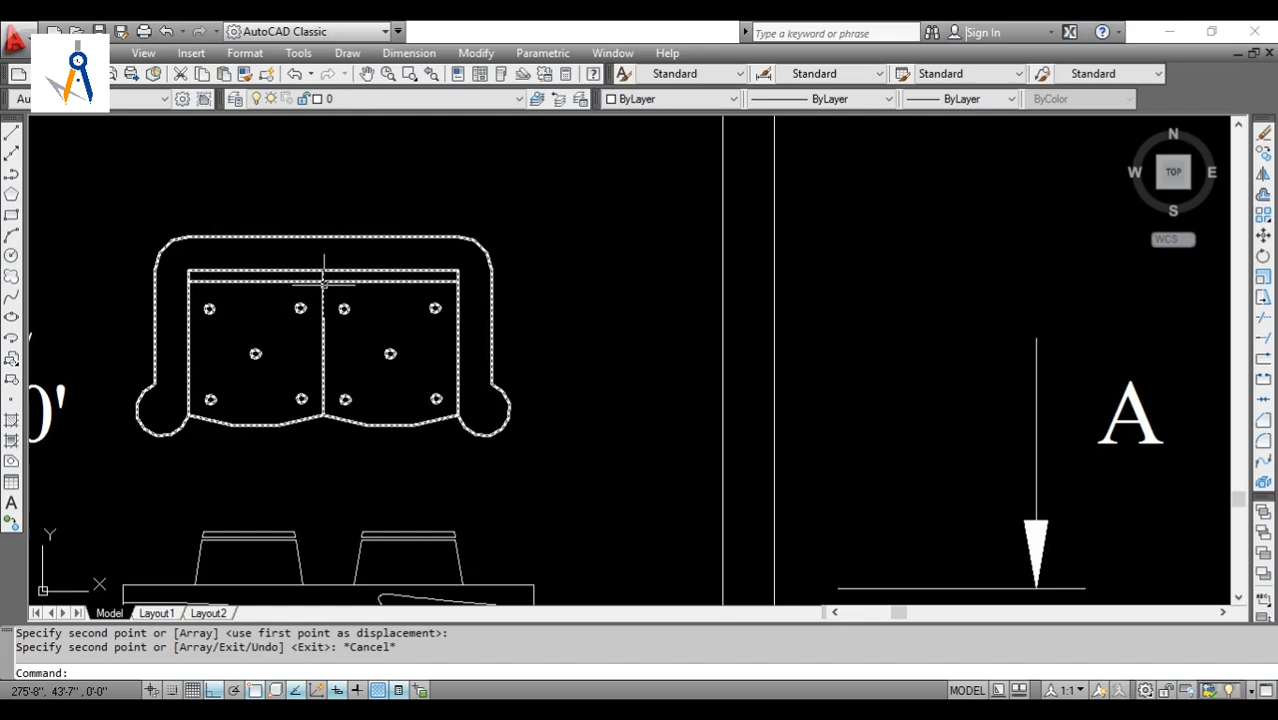 AutoCAD Classic
Type a keyword or phrase
Sign In
View Insert Format Tools Draw Dimension Modify Parametric Window Help
Standard Standard Standard Standard
0 ByLayer ByLayer ByLayer ByColor
N
W TOP E
S
WCS
0'
A
Y
X
Model Layout1 Layout2
Specify second point or [Array] <use first point as displacement>:
Specify second point or [Array/Exit/Undo] <Exit>: *Cancel*
Command:
275'-8", 43'-7", 0'-0"
MODEL 1:1